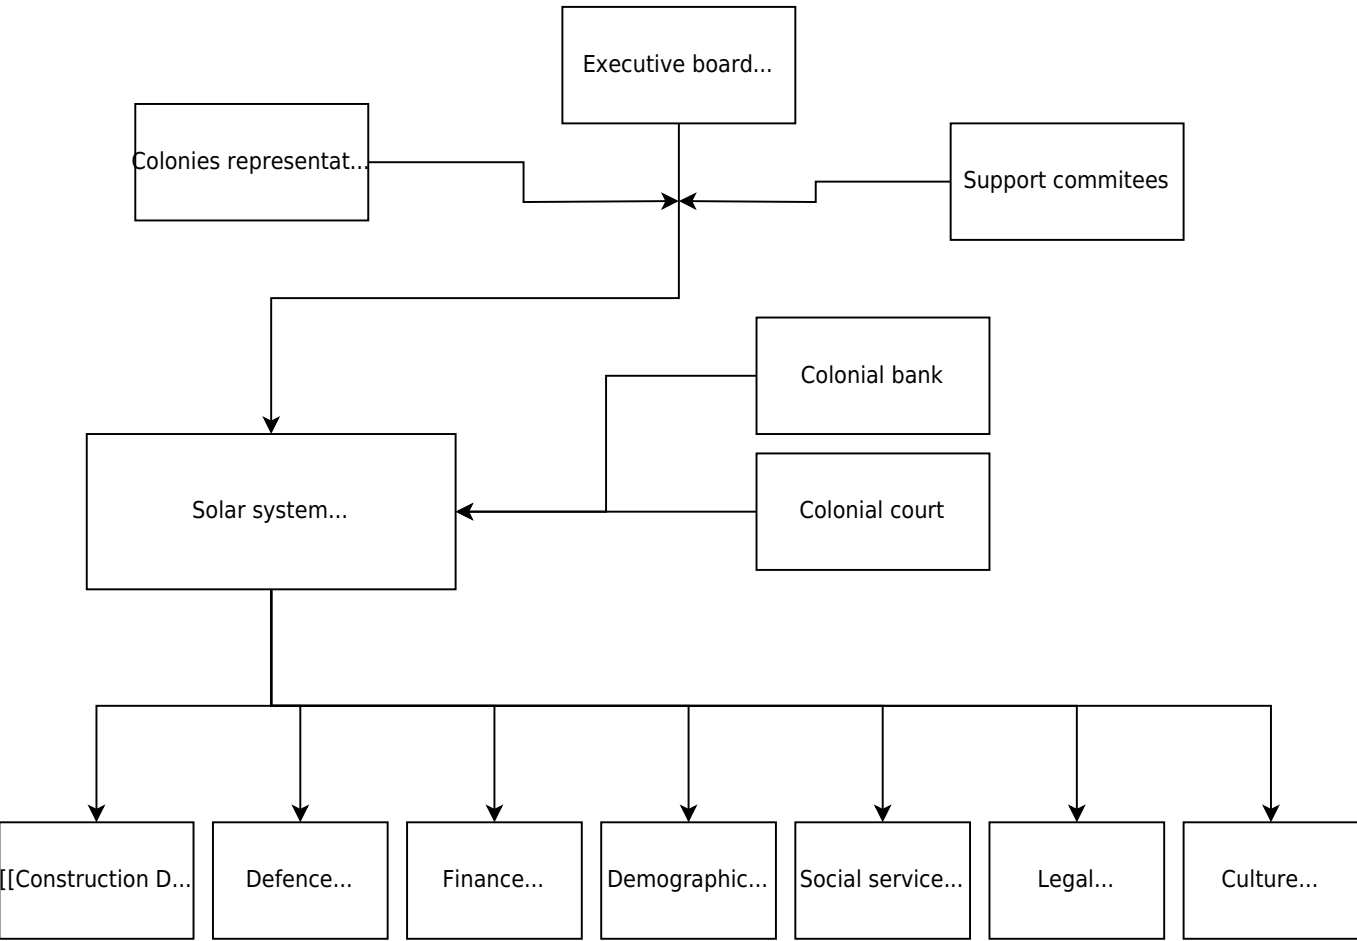 Executive board...
Colonies representat...
Support commitees
Colonial bank
Colonial court
Solar system...
[[Construction D...
Defence...
Finance...
Demographic...
Social service...
Legal...
Culture...